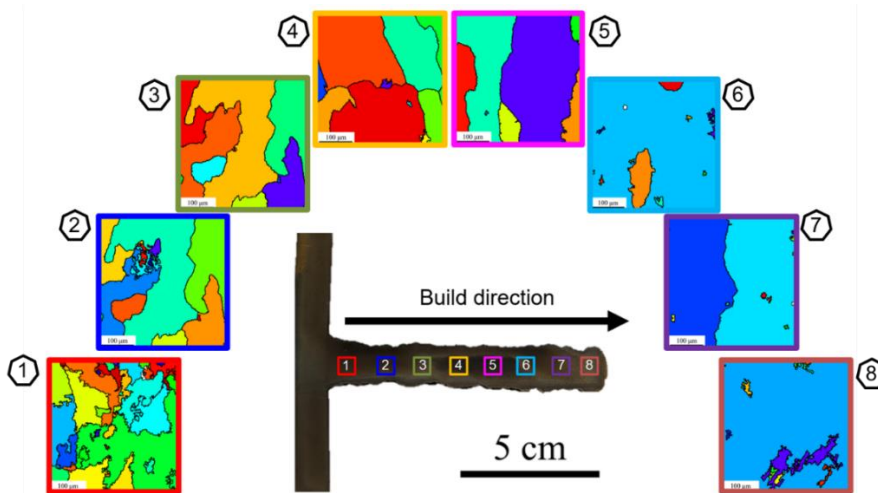 4
5
3
6
2
7
1
8
100 µm
100 µm
100 µm
100 µm
100 µm
100 µm
100 µm
100 µm
Build direction
1 2 3 4 5 6 7 8
5 cm